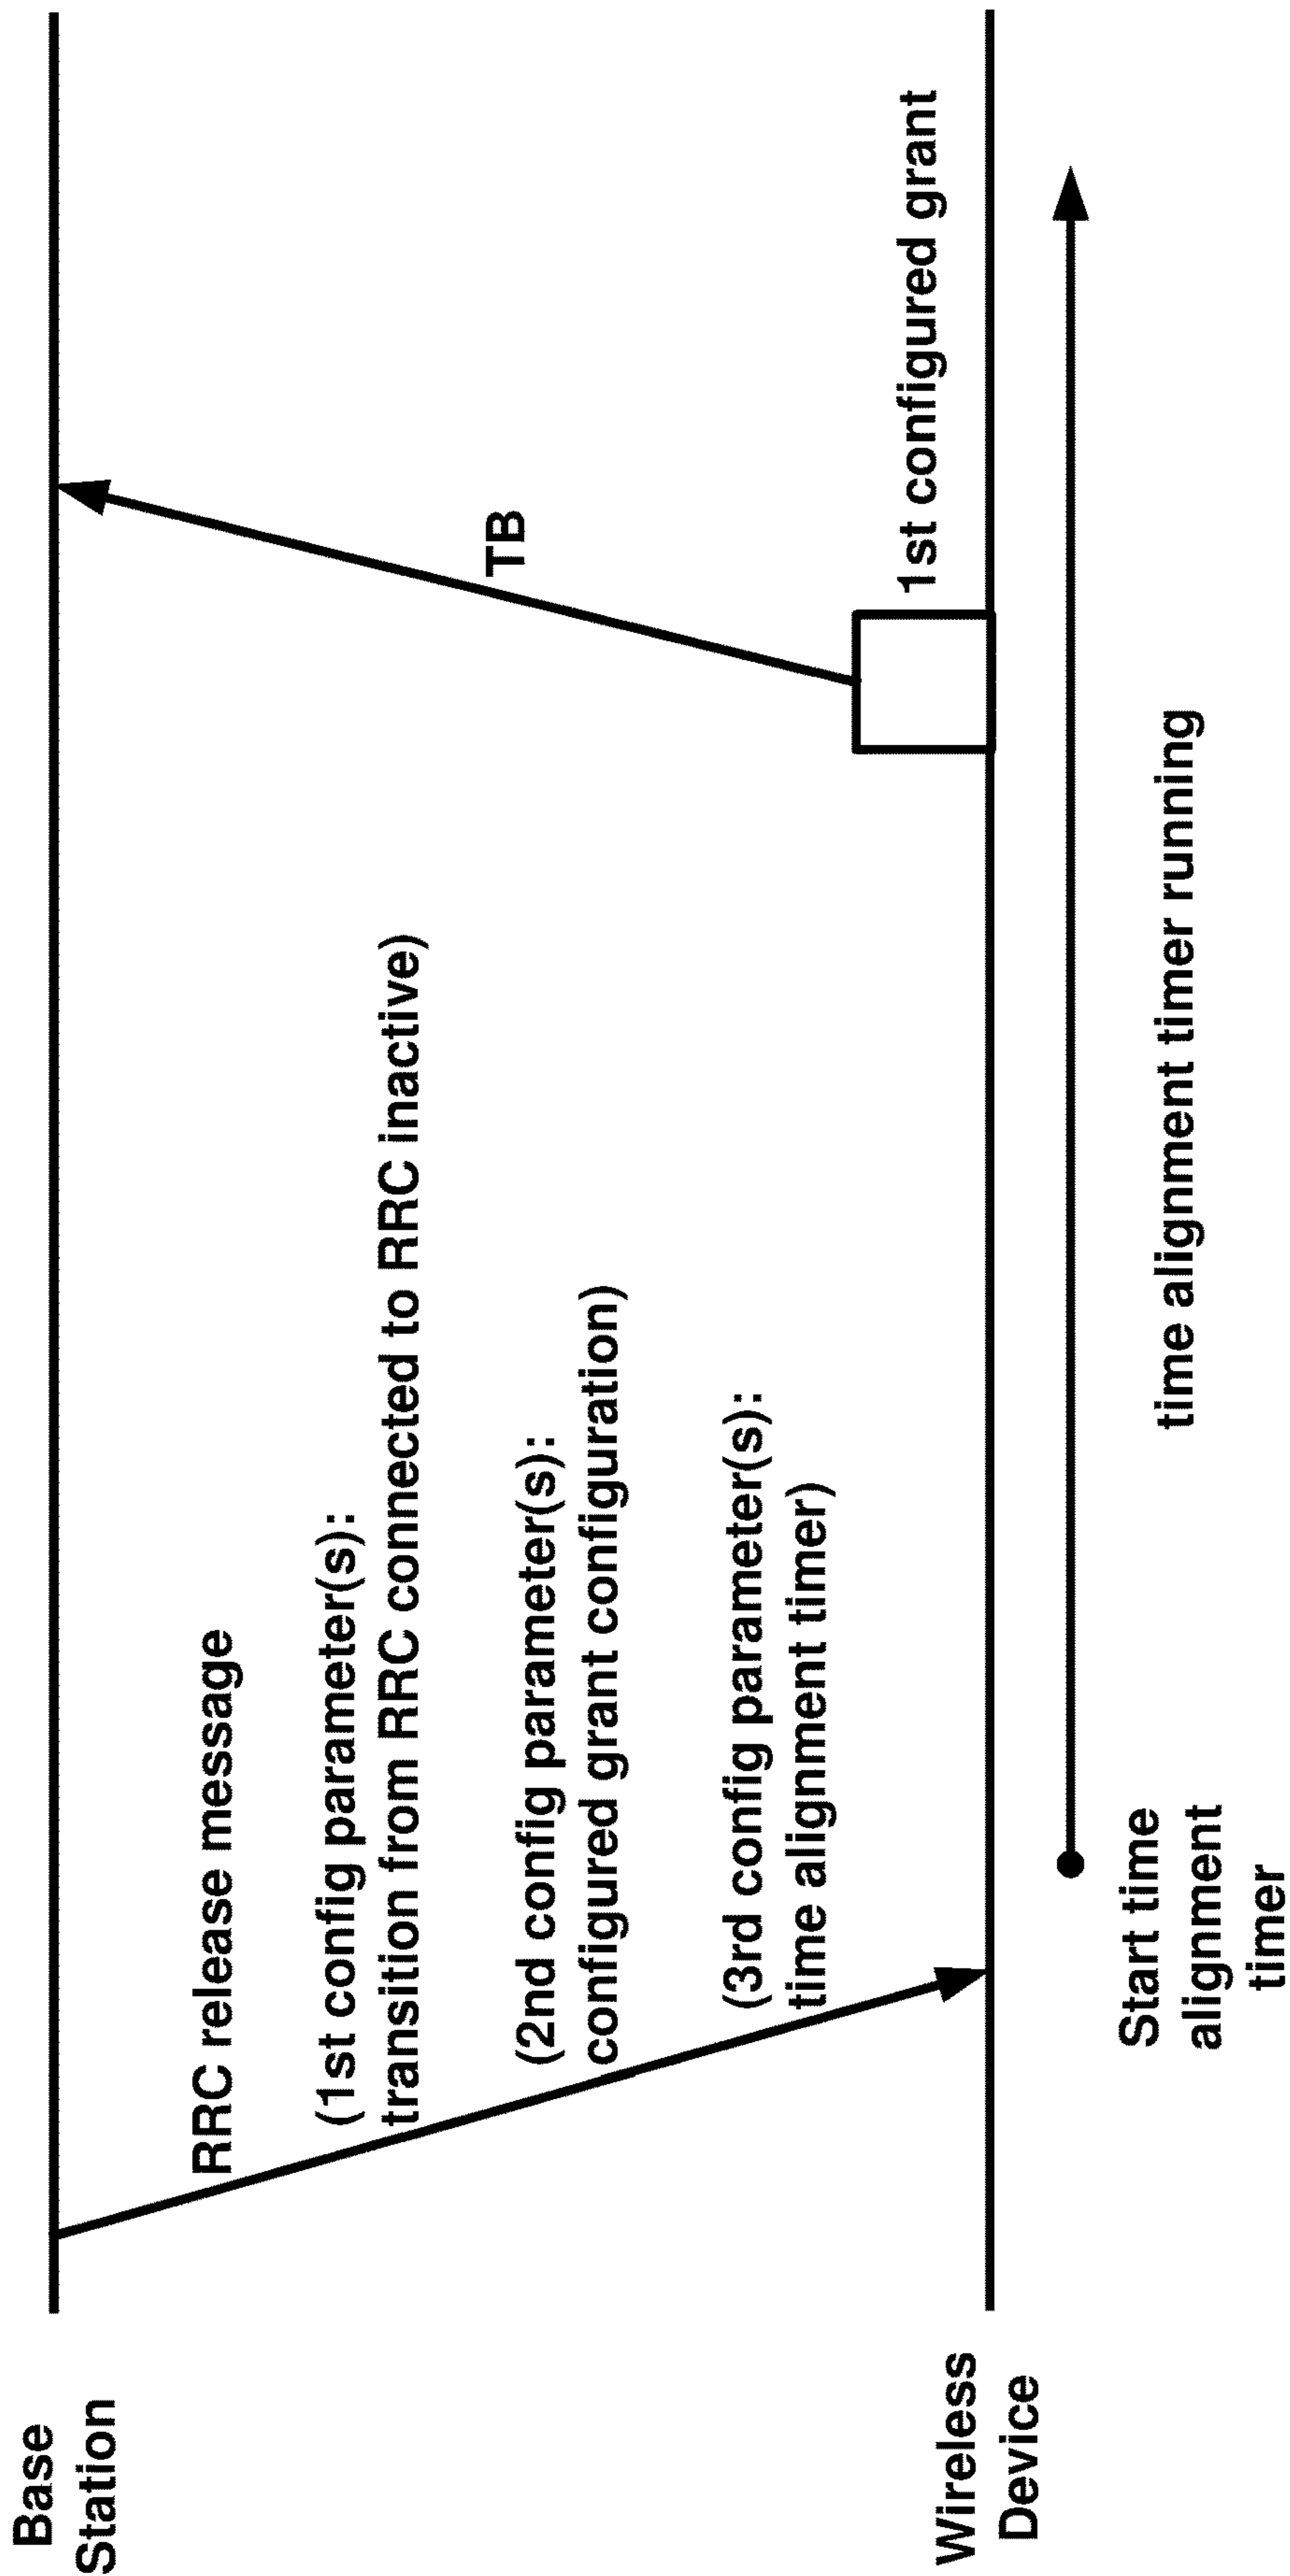 Base
Station
RRC release message
(1st config parameter(s):
transition from RRC connected to RRC inactive)
(2nd config parameter(s):
configured grant configuration)
(3rd config parameter(s):
time alignment timer)
TB
1st configured grant
Wireless
Device
Start time
alignment
timer
time alignment timer running